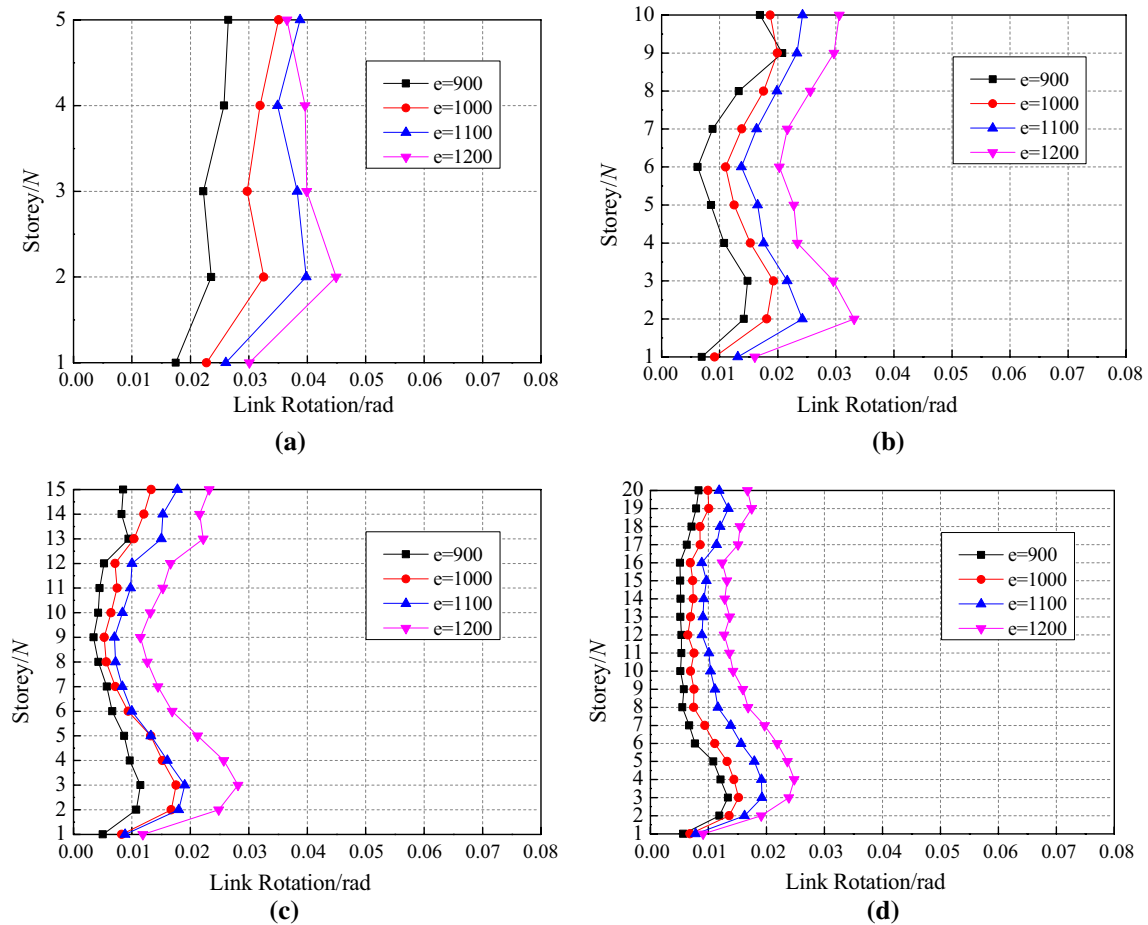 5
4
3
2
1
Storey/N
e=900
e=1000
e=1100
e=1200
0.00 0.01 0.02 0.03 0.04 0.05 0.06 0.07 0.08
Link Rotation/rad
(a)
10
9
8
7
6
5
4
3
2
1
Storey/N
e=900
e=1000
e=1100
e=1200
0.00 0.01 0.02 0.03 0.04 0.05 0.06 0.07 0.08
Link Rotation/rad
(b)
15
14
13
12
11
10
9
8
7
6
5
4
3
2
1
Storey/N
e=900
e=1000
e=1100
e=1200
0.00 0.01 0.02 0.03 0.04 0.05 0.06 0.07 0.08
Link Rotation/rad
(c)
20
19
18
17
16
15
14
13
12
11
10
9
8
7
6
5
4
3
2
1
Storey/N
e=900
e=1000
e=1100
e=1200
0.00 0.01 0.02 0.03 0.04 0.05 0.06 0.07 0.08
Link Rotation/rad
(d)